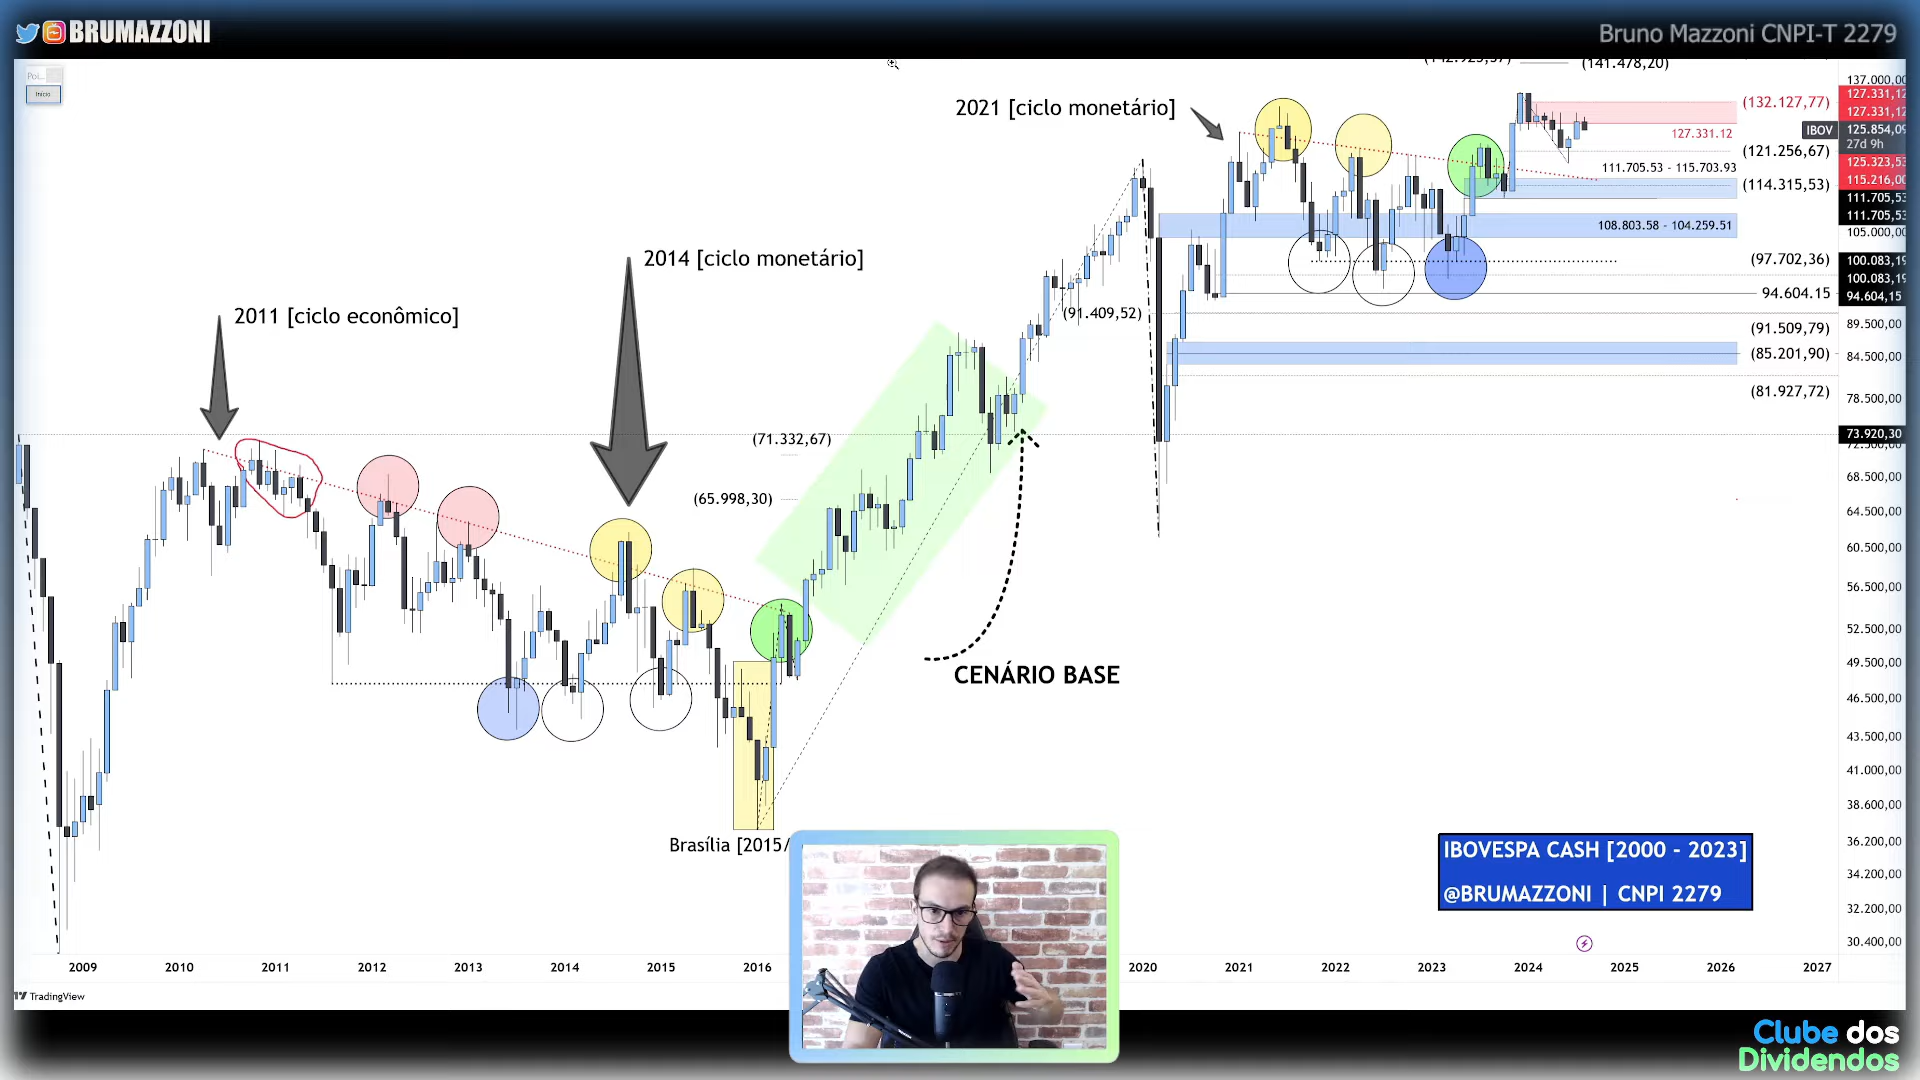 BRUMAZZONI
Bruno Mazzoni CNPI-T 2279
Início
(141.478,20)
2021 [ciclo monetário]
137.000,00
127.331,12
(132.127,77)
127.331,12
127.331.12
IBOV
125.854,09
27d 9h
(121.256,67)
125.323,53
111.705.53 - 115.703.93
115.216,00
(114.315,53)
111.705,53
111.705,53
108.803.58 - 104.259.51
105.000,00
2014 [ciclo monetário]
(97.702,36)
100.083,19
100.083,19
94.604.15
94.604,15
2011 [ciclo econômico]
(91.409,52)
(91.509,79)
89.500,00
(85.201,90)
84.500,00
(81.927,72)
78.500,00
(71.332,67)
73.920,30
72.500,00
68.500,00
(65.998,30)
64.500,00
60.500,00
56.500,00
52.500,00
49.500,00
CENÁRIO BASE
46.500,00
43.500,00
41.000,00
38.600,00
Brasília [2015/
36.200,00
IBOVESPA CASH [2000 - 2023]
@BRUMAZZONI | CNPI 2279
34.200,00
32.200,00
30.400,00
2009 2010 2011 2012 2013 2014 2015 2016 2020 2021 2022 2023 2024 2025 2026 2027
TradingView
Clube dos
Dividendos